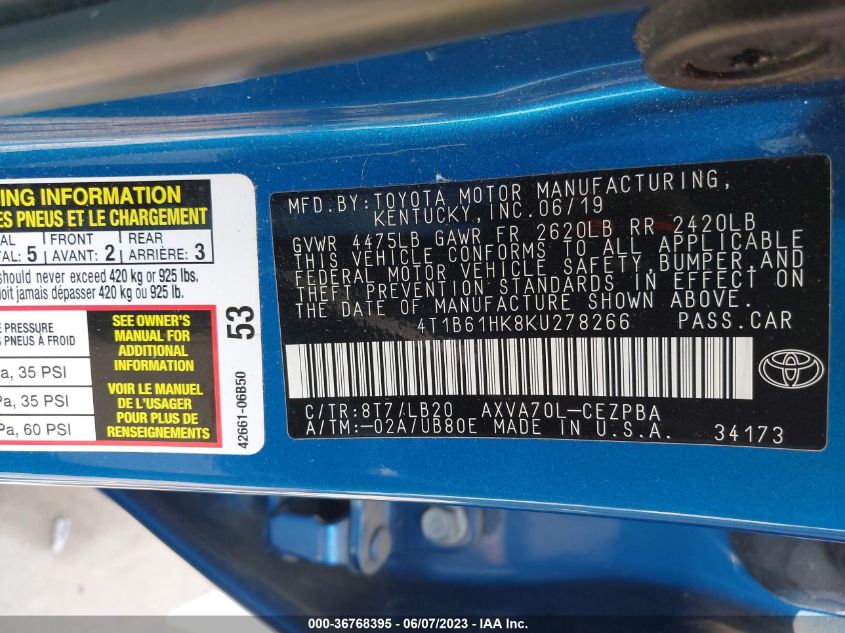 ING INFORMATION
ES PNEUS ET LE CHARGEMENT
AL FRONT REAR
TAL: 5 AVANT: 2 ARRIÈRE: 3
should never exceed 420 kg or 925 lbs.
oit jamais dépasser 420 kg ou 925 lb.
E PRESSURE
S PNEUS À FROID
a, 35 PSI
Pa, 35 PSI
Pa, 60 PSI
SEE OWNER'S
MANUAL FOR
ADDITIONAL
INFORMATION
VOIR LE MANUEL
DE L'USAGER
POUR PLUS DE
RENSEIGNEMENTS
53
42661-06B50
MFD.BY:TOYOTA MOTOR MANUFACTURING,
KENTUCKY,INC.06/19
GVWR 4475LB GAWR FR 2620LB RR 2420LB
THIS VEHICLE CONFORMS TO ALL APPLICABLE
FEDERAL MOTOR VEHICLE SAFETY,BUMPER,AND
THEFT PREVENTION STANDARDS IN EFFECT ON
THE DATE OF MANUFACTURE SHOWN ABOVE.
4T1B61HK8KU278266 PASS.CAR
C/TR:8T7/LB20 AXVA70L-CEZPBA
A/TM:-02A/UB80E MADE IN U.S.A. 34173
000-36768395 - 06/07/2023 - IAA Inc.